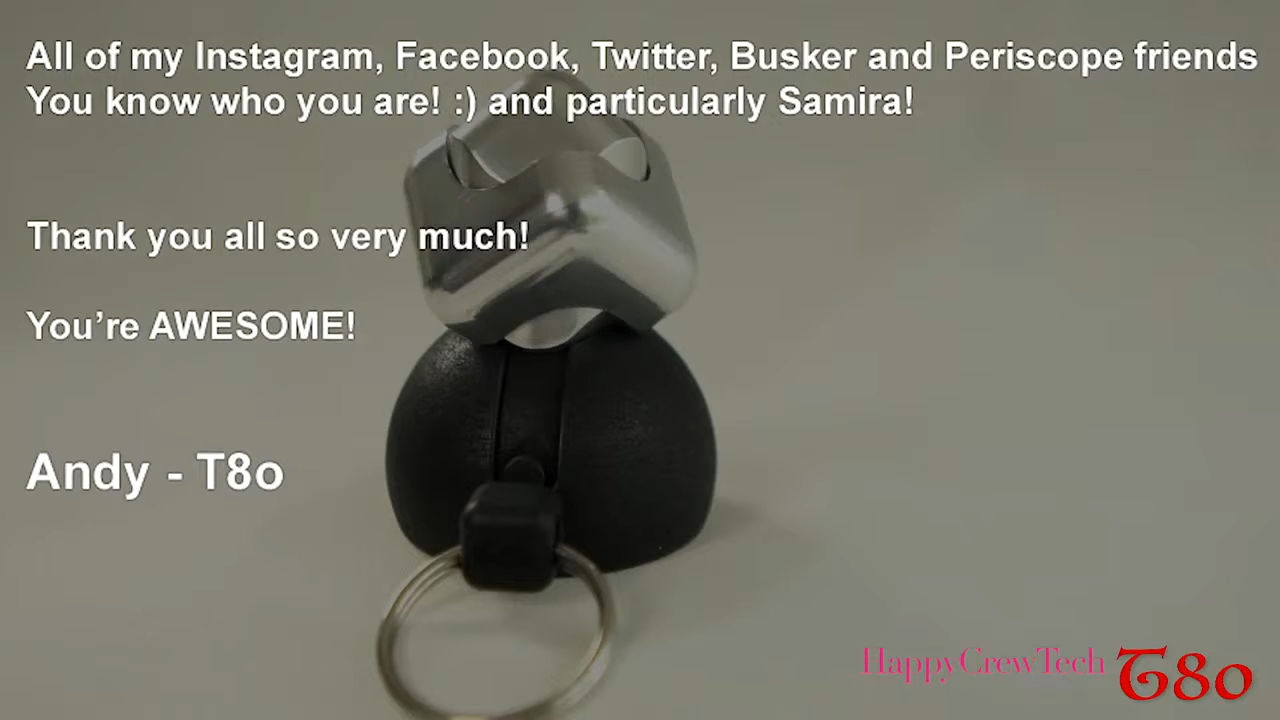 All of my Instagram, Facebook, Twitter, Busker and Periscope friends
You know who you are! :) and particularly Samira!
Thank you all so very much!
You’re AWESOME!
Andy - T8o
HappyCrewTech T8o